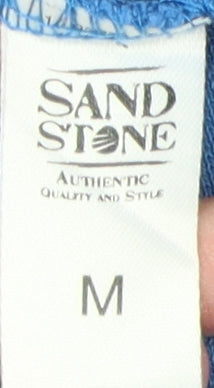 SAND
STONE
AUTHENTIC
QUALITY AND STYLE
M